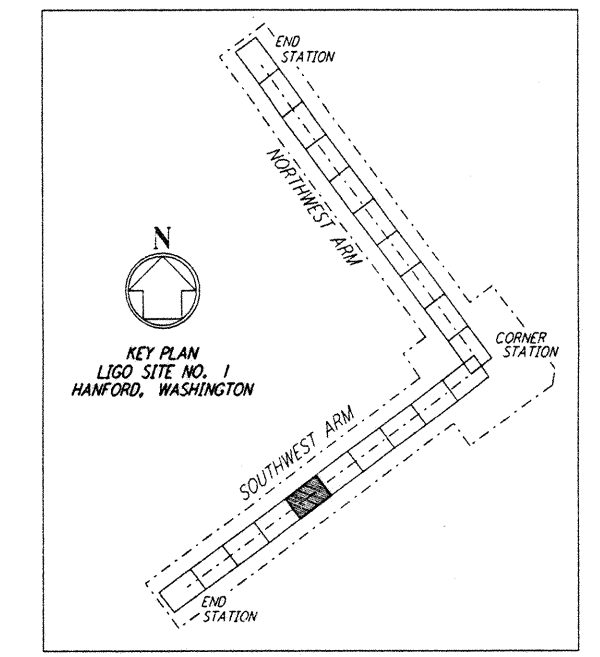 END
STATION
NORTHWEST ARM
N
KEY PLAN
LIGO SITE NO. 1
HANFORD, WASHINGTON
CORNER
STATION
SOUTHWEST ARM
END
STATION